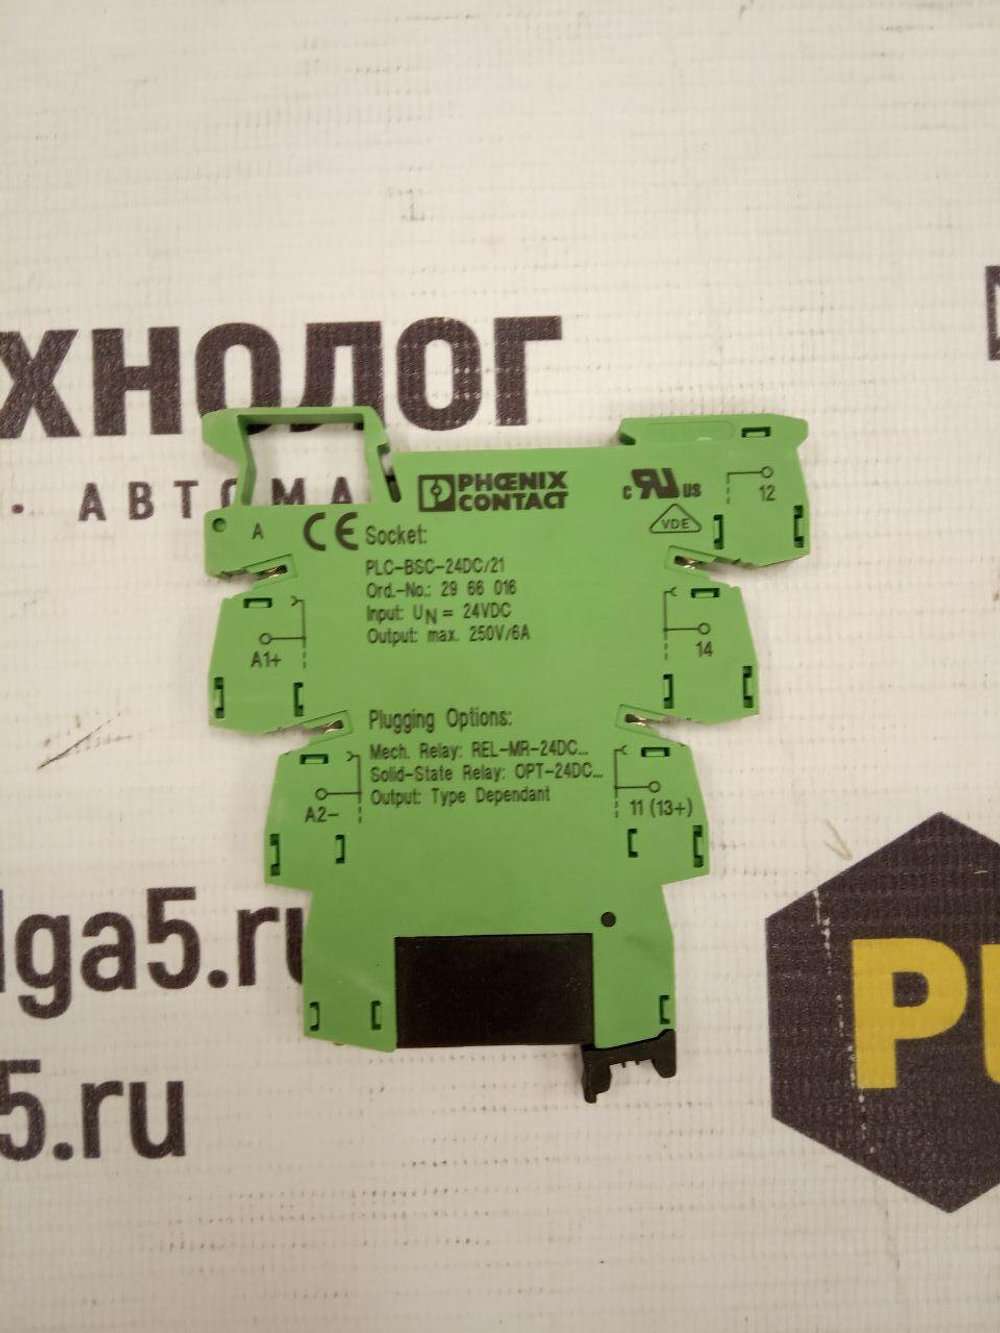 ХНОЛОГ
· АВТОМА
PHŒNIX
CONTACT
c RU US
VDE
12
A
CE
Socket:
PLC-BSC-24DC/21
Ord.-No.: 29 66 016
Input: UN = 24VDC
Output: max. 250V/6A
A1+
14
Plugging Options:
Mech. Relay: REL-MR-24DC...
Solid-State Relay: OPT-24DC...
Output: Type Dependant
A2-
11 (13+)
lga5.ru
5.ru